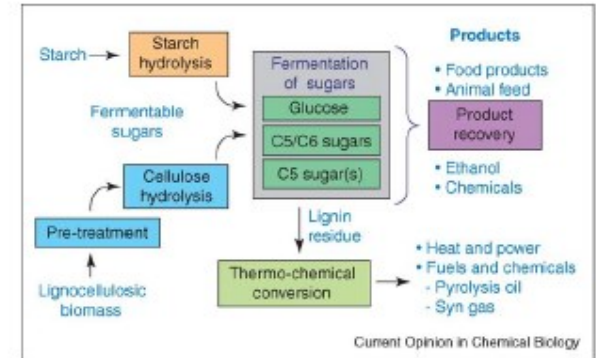 Starch
Starch
hydrolysis
Fermentable
sugars
Cellulose
hydrolysis
Pre-treatment
Lignocellulosic
biomass
Fermentation
of sugars
Glucose
C5/C6 sugars
C5 sugar(s)
Lignin
residue
Thermo-chemical
conversion
Products
• Food products
• Animal feed
Product
recovery
• Ethanol
• Chemicals
• Heat and power
• Fuels and chemicals
- Pyrolysis oil
- Syn gas
Current Opinion in Chemical Biology